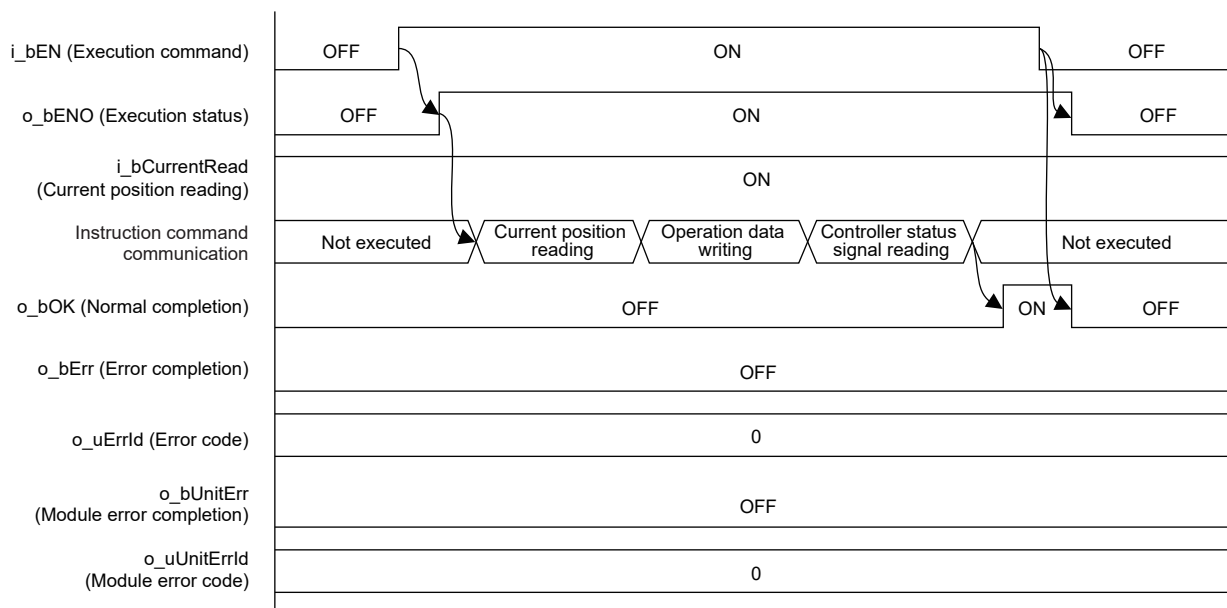 i_bEN (Execution command)
OFF
ON
OFF
o_bENO (Execution status)
OFF
ON
OFF
i_bCurrentRead
(Current position reading)
ON
Instruction command
communication
Not executed
Current position
reading
Operation data
writing
Controller status
signal reading
Not executed
o_bOK (Normal completion)
OFF
ON
OFF
o_bErr (Error completion)
OFF
o_uErrId (Error code)
0
o_bUnitErr
(Module error completion)
OFF
o_uUnitErrId
(Module error code)
0